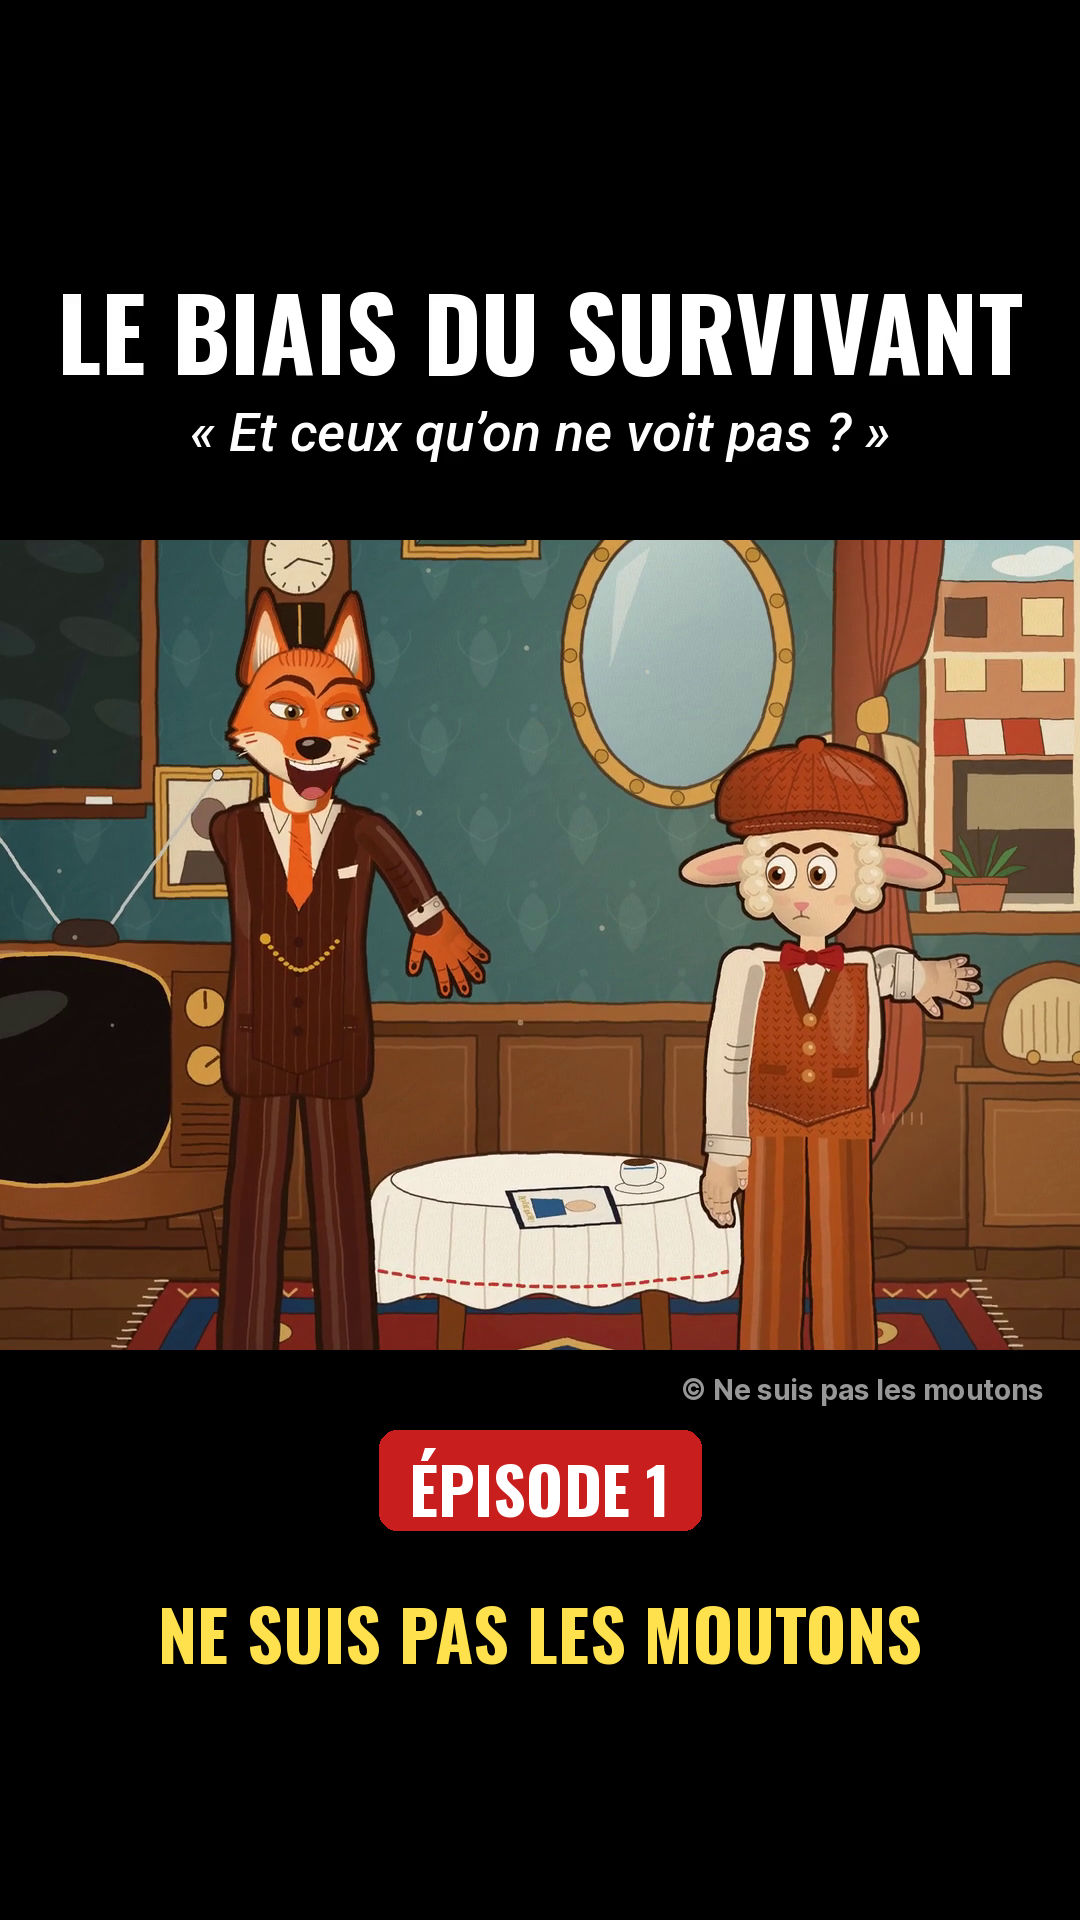 LE BIAIS DU SURVIVANT
« Et ceux qu’on ne voit pas ? »
© Ne suis pas les moutons
ÉPISODE 1
NE SUIS PAS LES MOUTONS